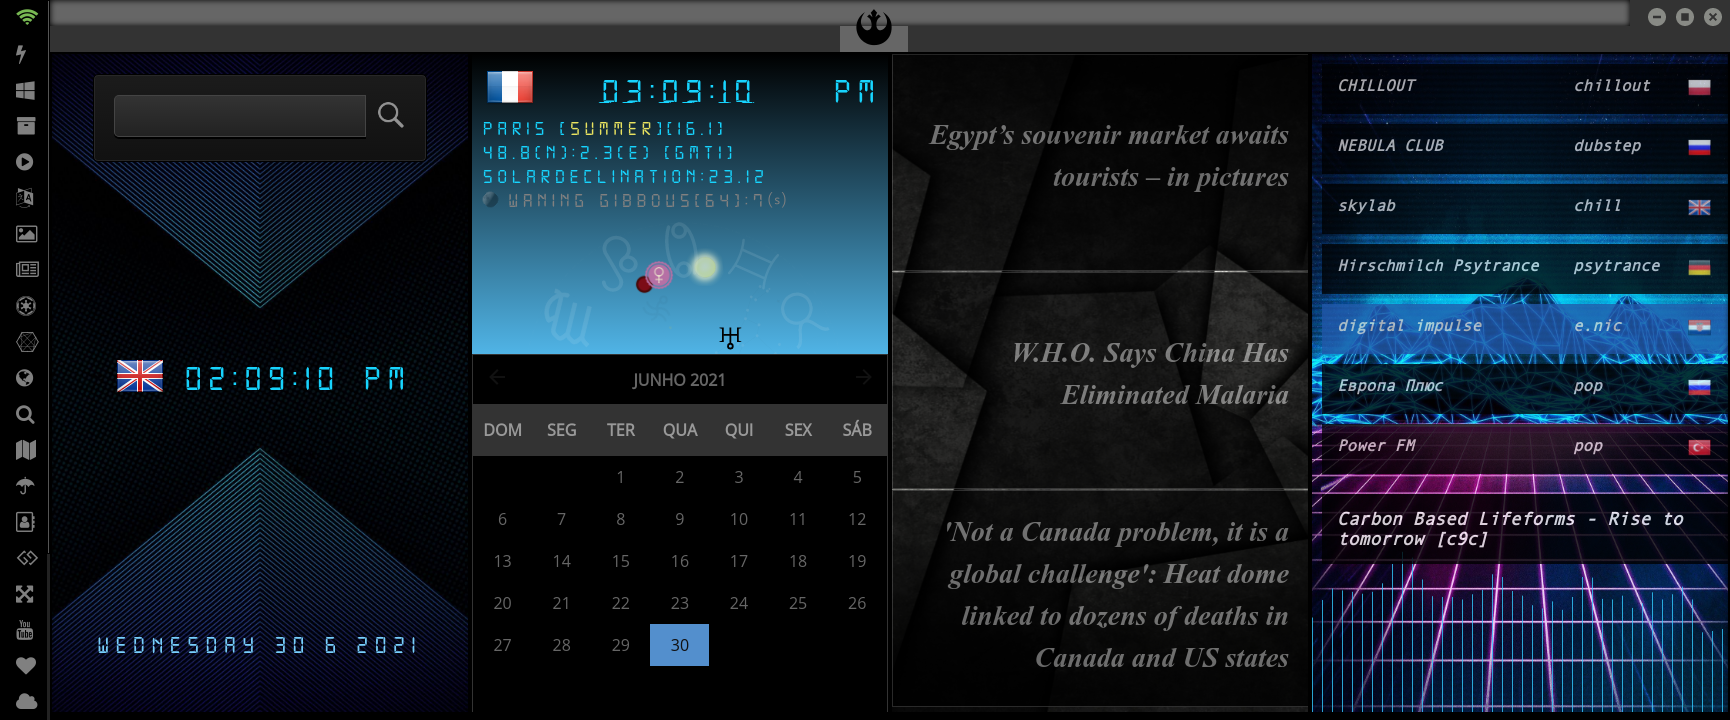 02:09:10 PM
WEDNESDAY 30 6 2021
03:09:10 PM
PARIS [SUMMER][16.1]
48.8(N):2.3(E) [GMT1]
SOLARDECLINATION:23.12
WANING GIBBOUS[64]:7(s)
JUNHO 2021
DOM SEG TER QUA QUI SEX SÁB
1 2 3 4 5
6 7 8 9 10 11 12
13 14 15 16 17 18 19
20 21 22 23 24 25 26
27 28 29 30
Egypt’s souvenir market awaits
tourists – in pictures
W.H.O. Says China Has
Eliminated Malaria
'Not a Canada problem, it is a
global challenge': Heat dome
linked to dozens of deaths in
Canada and US states
CHILLOUT chillout
NEBULA CLUB dubstep
skylab chill
Hirschmilch Psytrance psytrance
digital impulse e.nic
Европа Плюс pop
Power FM pop
Carbon Based Lifeforms - Rise to
tomorrow [c9c]
You
Tube